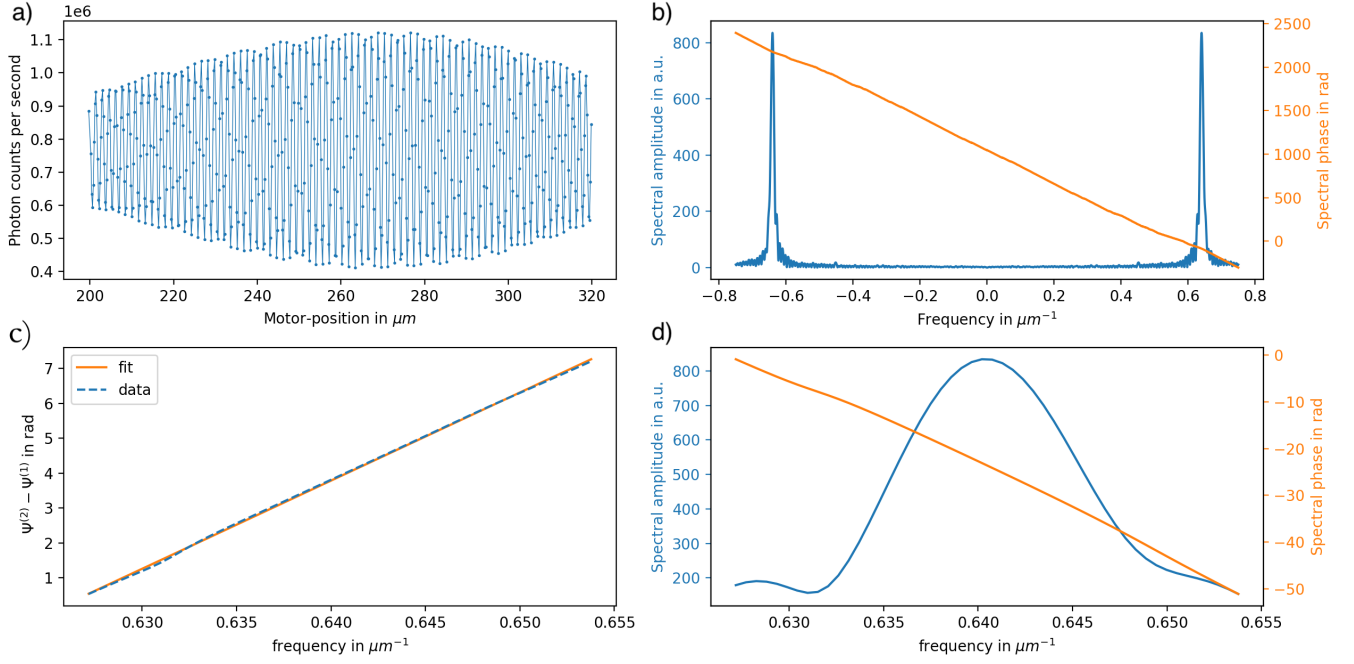 a)
1e6
Photon counts per second
1.1
1.0
0.9
0.8
0.7
0.6
0.5
0.4
200 220 240 260 280 300 320
Motor-position in μm
b)
Spectral amplitude in a.u.
800
600
400
200
0
2500
2000
1500
1000
500
0
Spectral phase in rad
−0.8 −0.6 −0.4 −0.2 0.0 0.2 0.4 0.6 0.8
Frequency in μm⁻¹
c)
fit
data
Ψ⁽²⁾ − Ψ⁽¹⁾ in rad
7
6
5
4
3
2
1
0.630 0.635 0.640 0.645 0.650 0.655
frequency in μm⁻¹
d)
Spectral amplitude in a.u.
800
700
600
500
400
300
200
0
−10
−20
−30
−40
−50
Spectral phase in rad
0.630 0.635 0.640 0.645 0.650 0.655
frequency in μm⁻¹